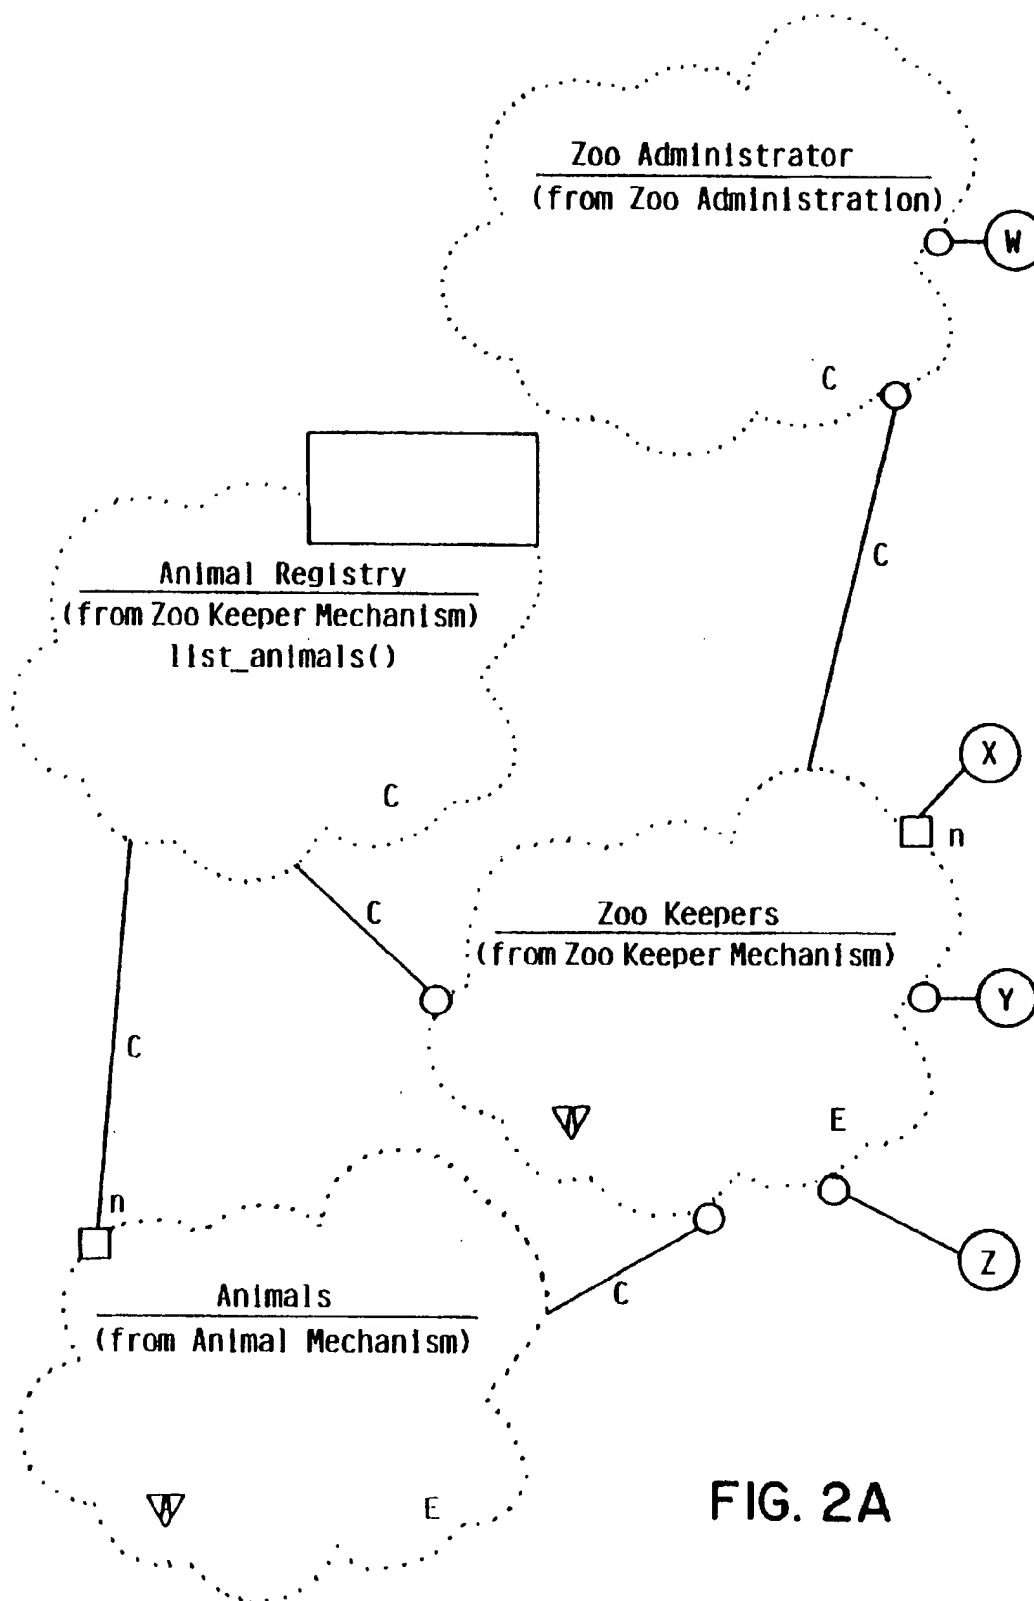 Zoo Administrator
(from Zoo Administration)
W
C
C
Animal Registry
(from Zoo Keeper Mechanism)
list_animals()
C
X
n
C
Zoo Keepers
(from Zoo Keeper Mechanism)
Y
C
A
E
n
Z
C
Animals
(from Animal Mechanism)
A
E
FIG. 2A